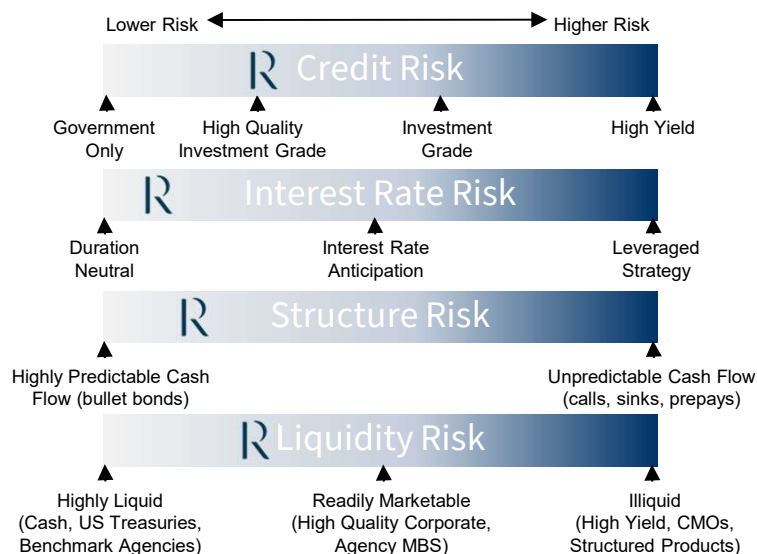 Lower Risk Higher Risk
R Credit Risk
Government Only
High Quality Investment Grade
Investment Grade
High Yield
R Interest Rate Risk
Duration Neutral
Interest Rate Anticipation
Leveraged Strategy
R Structure Risk
Highly Predictable Cash
Flow (bullet bonds)
Unpredictable Cash Flow
(calls, sinks, prepays)
R Liquidity Risk
Highly Liquid
(Cash, US Treasuries,
Benchmark Agencies)
Readily Marketable
(High Quality Corporate,
Agency MBS)
Illiquid
(High Yield, CMOs,
Structured Products)